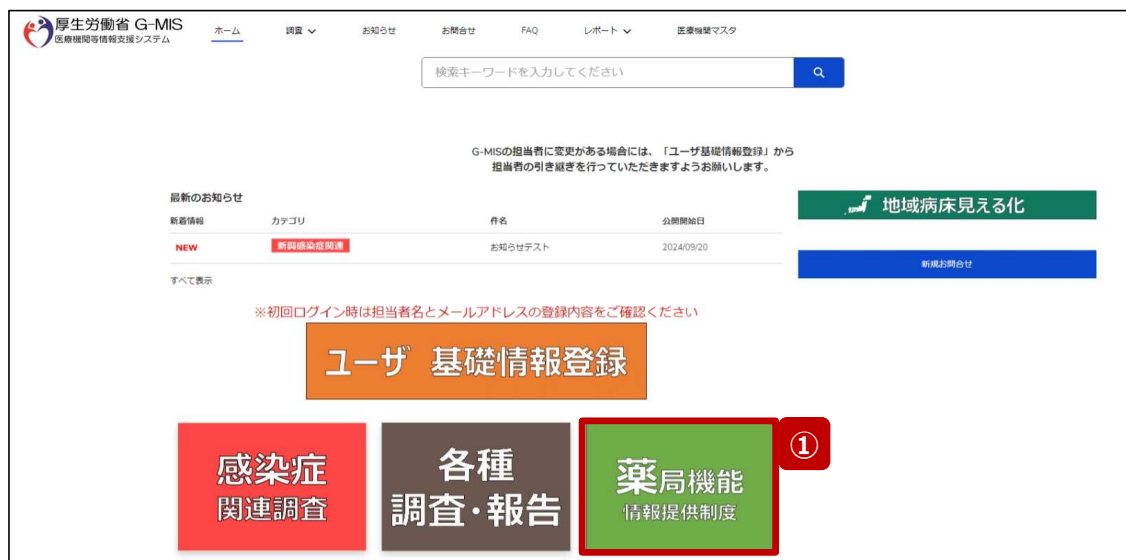 厚生労働省 G-MIS
医療機関等情報支援システム
ホーム 調査 お知らせ お問合せ FAQ レポート 医療機関マスタ
検索キーワードを入力してください
G-MISの担当者に変更がある場合には、「ユーザ基礎情報登録」から
担当者の引き継ぎを行っていただきますようお願いします。
最新のお知らせ
新着情報 カテゴリ 件名 公開開始日
NEW 新興感染症関連 お知らせテスト 2024/09/20
すべて表示
地域病床見える化
新規お問合せ
※初回ログイン時は担当者名とメールアドレスの登録内容をご確認ください
ユーザ 基礎情報登録
感染症
関連調査
各種
調査・報告
薬局機能
情報提供制度
①